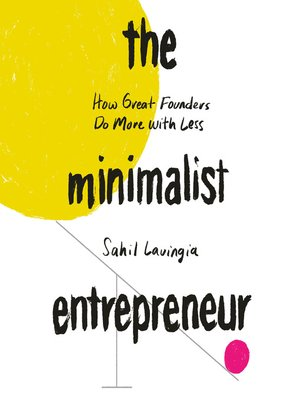 the
How Great Founders
Do More with Less
minimalist
Sahil Lavingia
entrepreneur